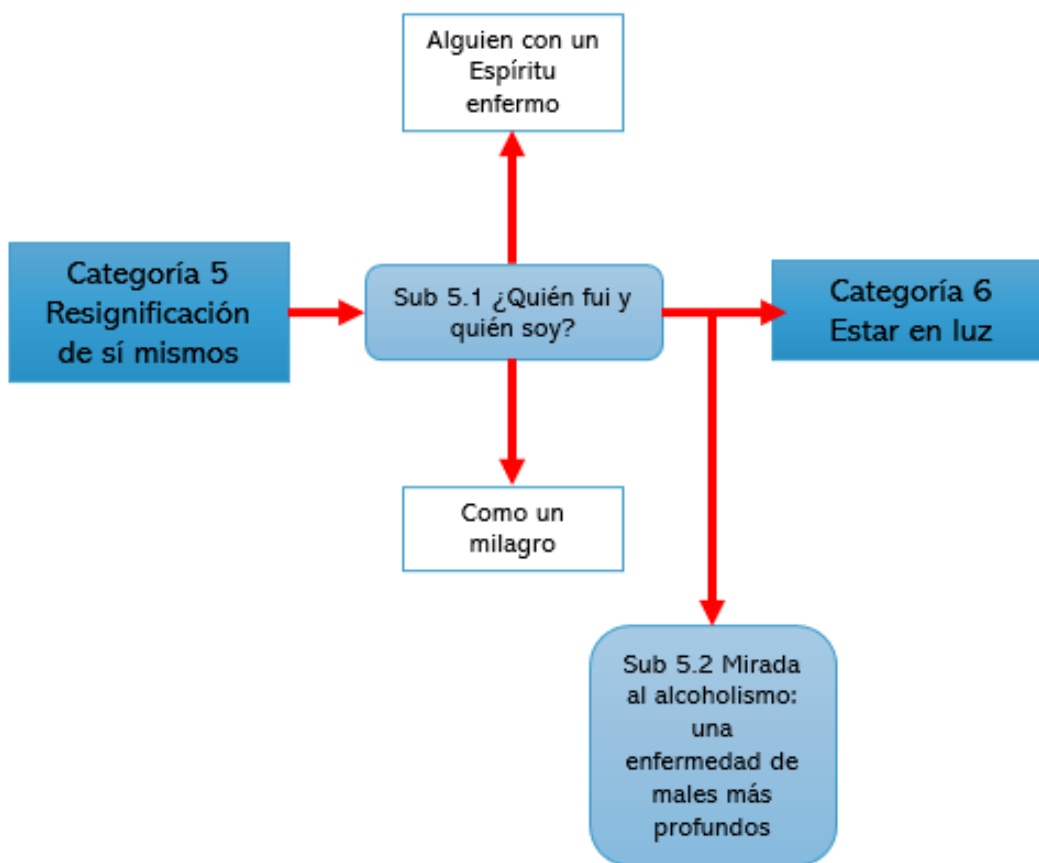 Alguien con un
Espíritu
enfermo
Categoría 5
Resignificación
de sí mismos
Sub 5.1 ¿Quién fui y
quién soy?
Categoría 6
Estar en luz
Como un
milagro
Sub 5.2 Mirada
al alcoholismo:
una
enfermedad de
males más
profundos